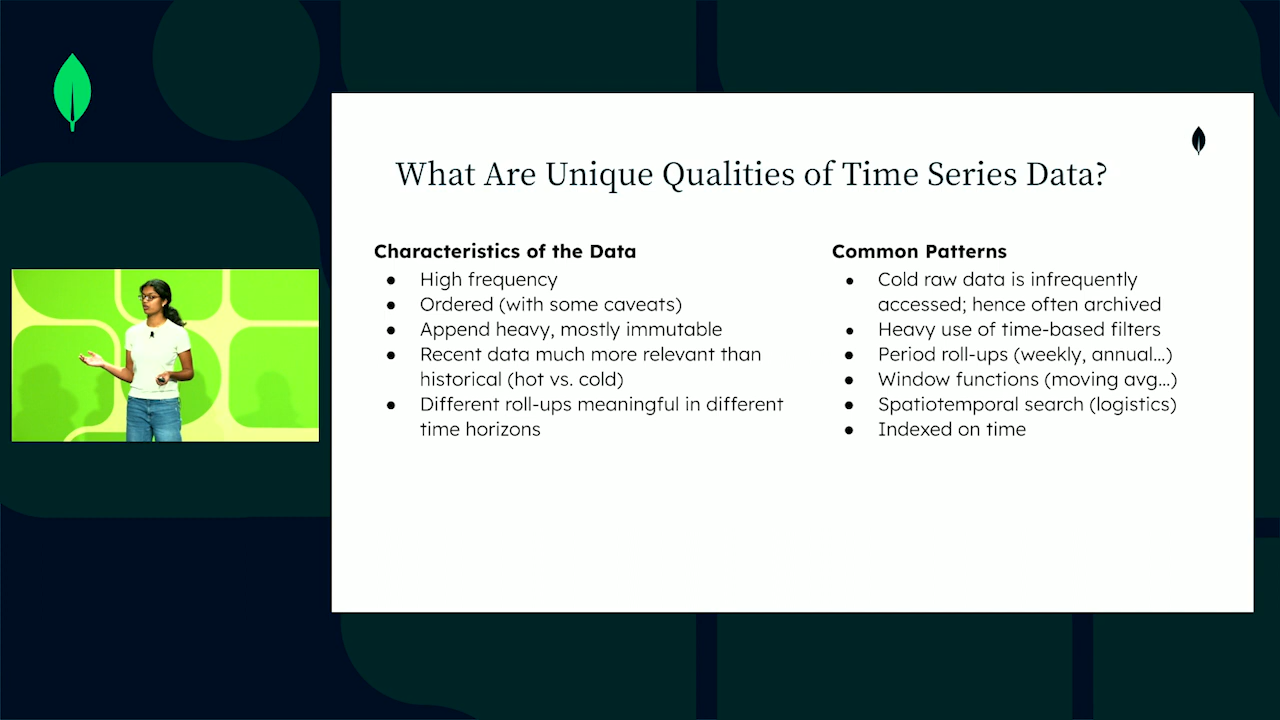 What Are Unique Qualities of Time Series Data?
Characteristics of the Data
● High frequency
● Ordered (with some caveats)
● Append heavy, mostly immutable
● Recent data much more relevant than
historical (hot vs. cold)
● Different roll-ups meaningful in different
time horizons
Common Patterns
● Cold raw data is infrequently
accessed; hence often archived
● Heavy use of time-based filters
● Period roll-ups (weekly, annual...)
● Window functions (moving avg...)
● Spatiotemporal search (logistics)
● Indexed on time